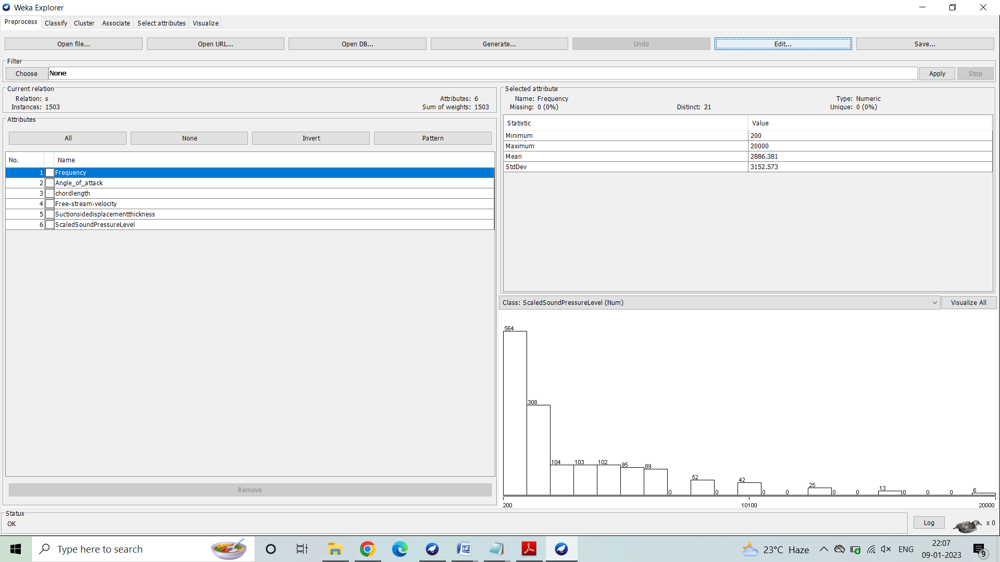 Weka Explorer
Preprocess Classify Cluster Associate Select attributes Visualize
Open file... Open URL... Open DB... Generate... Undo Edit... Save...
Filter
Choose None Apply Stop
Current relation
Relation: s Attributes: 6
Instances: 1503 Sum of weights: 1503
Attributes
All None Invert Pattern
No. Name
1 Frequency
2 Angle_of_attack
3 chordlength
4 Free-stream-velocity
5 Suctionsidedisplacementthickness
6 ScaledSoundPressureLevel
Remove
Selected attribute
Name: Frequency Type: Numeric
Missing: 0 (0%) Distinct: 21 Unique: 0 (0%)
Statistic Value
Minimum 200
Maximum 20000
Mean 2886.381
StdDev 3152.573
Class: ScaledSoundPressureLevel (Num) Visualize All
564
308
104 103 102 95 89 0 52 0 42 0 0 25 0 0 13 0 0 0 6
200 10100 20000
Status
OK Log x 0
Type here to search 23°C Haze ENG 22:07
09-01-2023 9